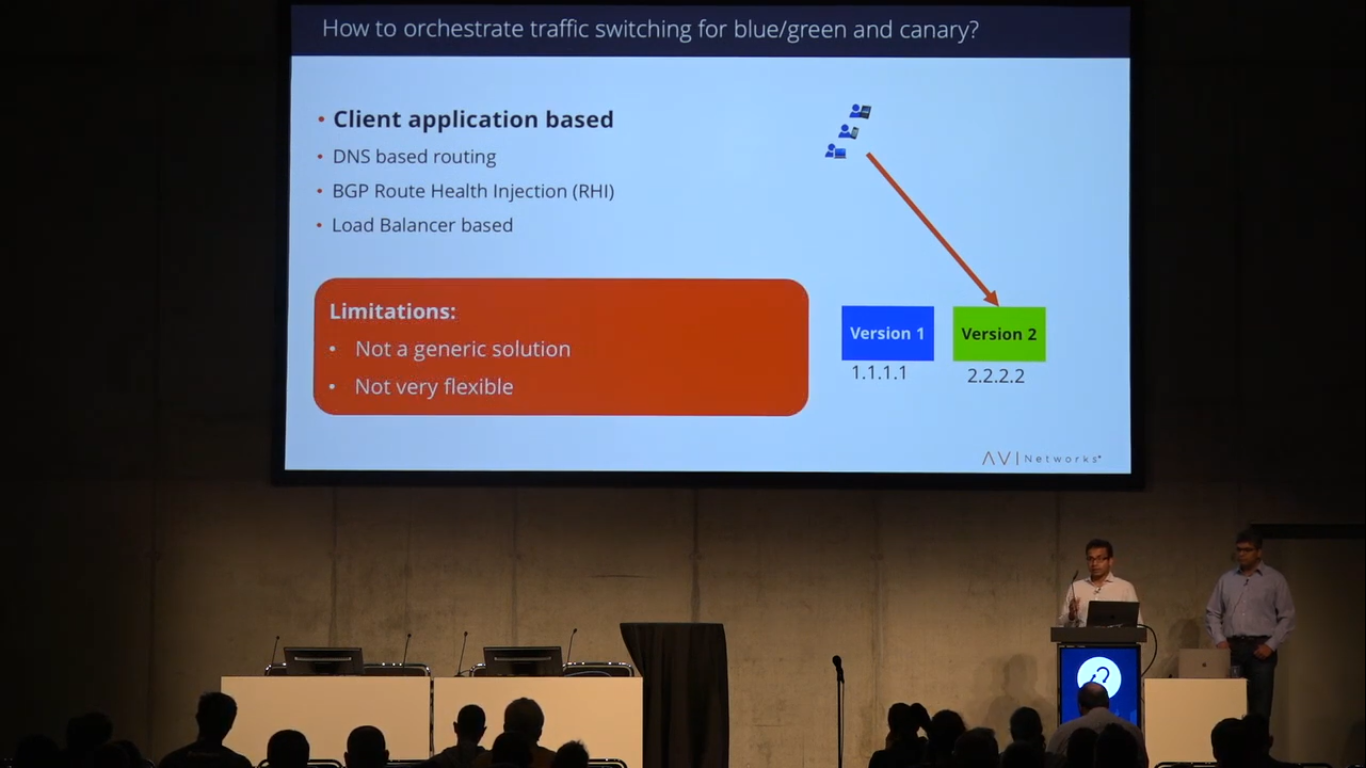 How to orchestrate traffic switching for blue/green and canary?
• Client application based
• DNS based routing
• BGP Route Health Injection (RHI)
• Load Balancer based
Limitations:
• Not a generic solution
• Not very flexible
Version 1
1.1.1.1
Version 2
2.2.2.2
AVI Networks